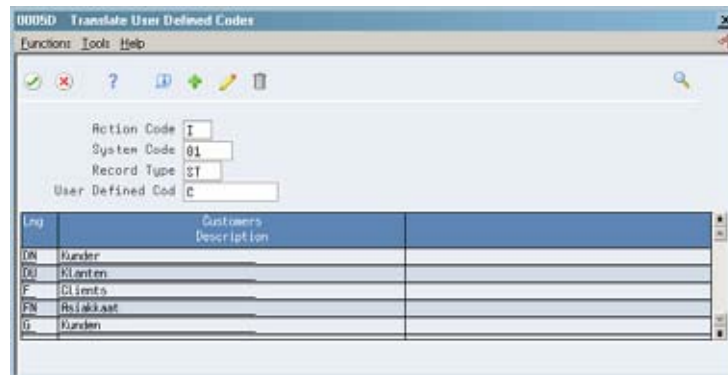 0005D Translate User Defined Codes
Functions Tools Help
Action Code I
System Code 01
Record Type ST
User Defined Cod C
Lng Customers
Description
DN Kunder
DU Klanten
F Clients
FN Asiakkaat
G Kunden